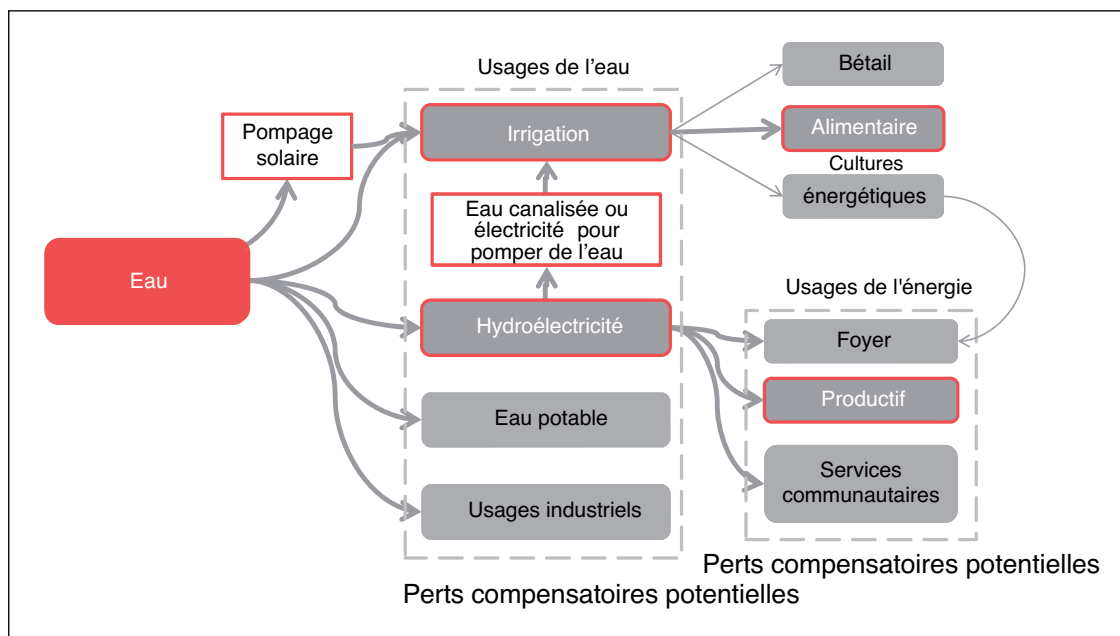 Usages de l'eau
Bétail
Pompage
solaire
Irrigation
Alimentaire
Cultures
énergétiques
Eau canalisée ou
électricité pour
pomper de l'eau
Eau
Usages de l'énergie
Hydroélectricité
Foyer
Productif
Eau potable
Services
communautaires
Usages industriels
Perts compensatoires potentielles
Perts compensatoires potentielles